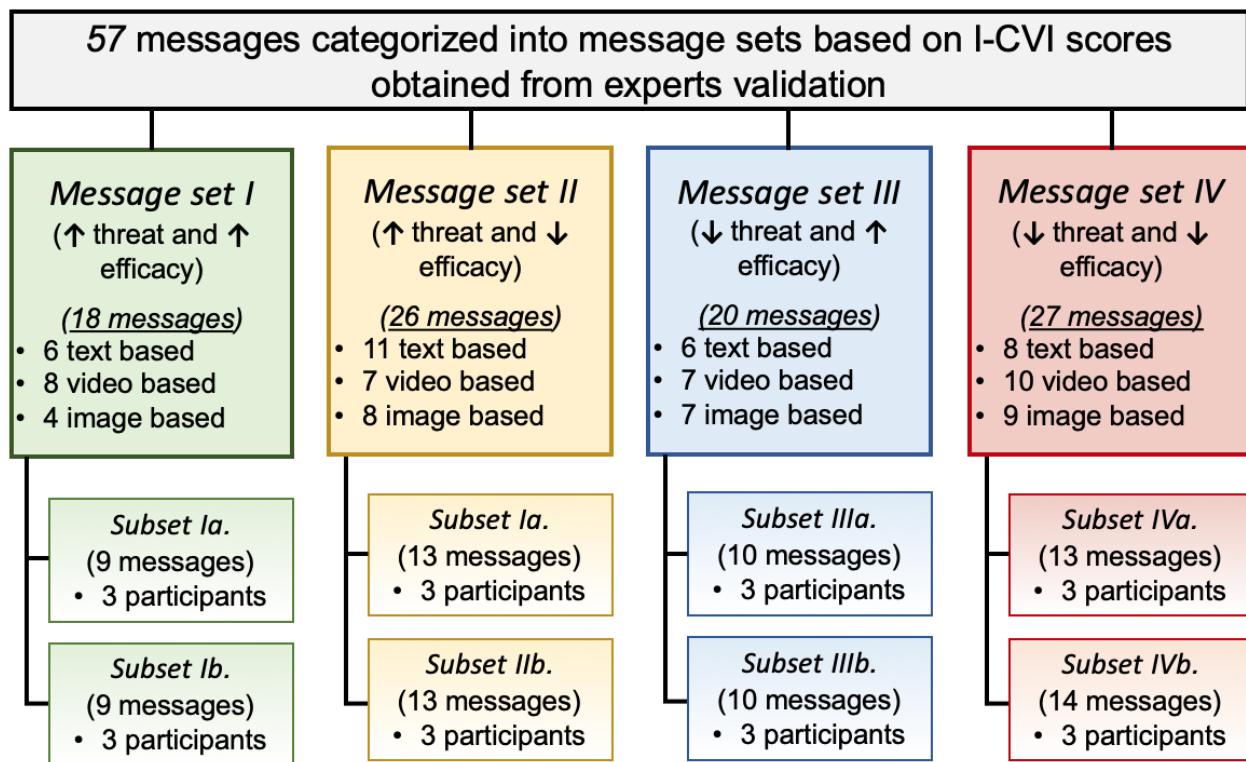 57 messages categorized into message sets based on I-CVI scores
obtained from experts validation
Message set I
(↑ threat and ↑
efficacy)
(18 messages)
• 6 text based
• 8 video based
• 4 image based
Message set II
(↑ threat and ↓
efficacy)
(26 messages)
• 11 text based
• 7 video based
• 8 image based
Message set III
(↓ threat and ↑
efficacy)
(20 messages)
• 6 text based
• 7 video based
• 7 image based
Message set IV
(↓ threat and ↓
efficacy)
(27 messages)
• 8 text based
• 10 video based
• 9 image based
Subset Ia.
(9 messages)
• 3 participants
Subset Ia.
(13 messages)
• 3 participants
Subset IIIa.
(10 messages)
• 3 participants
Subset IVa.
(13 messages)
• 3 participants
Subset Ib.
(9 messages)
• 3 participants
Subset IIb.
(13 messages)
• 3 participants
Subset IIIb.
(10 messages)
• 3 participants
Subset IVb.
(14 messages)
• 3 participants